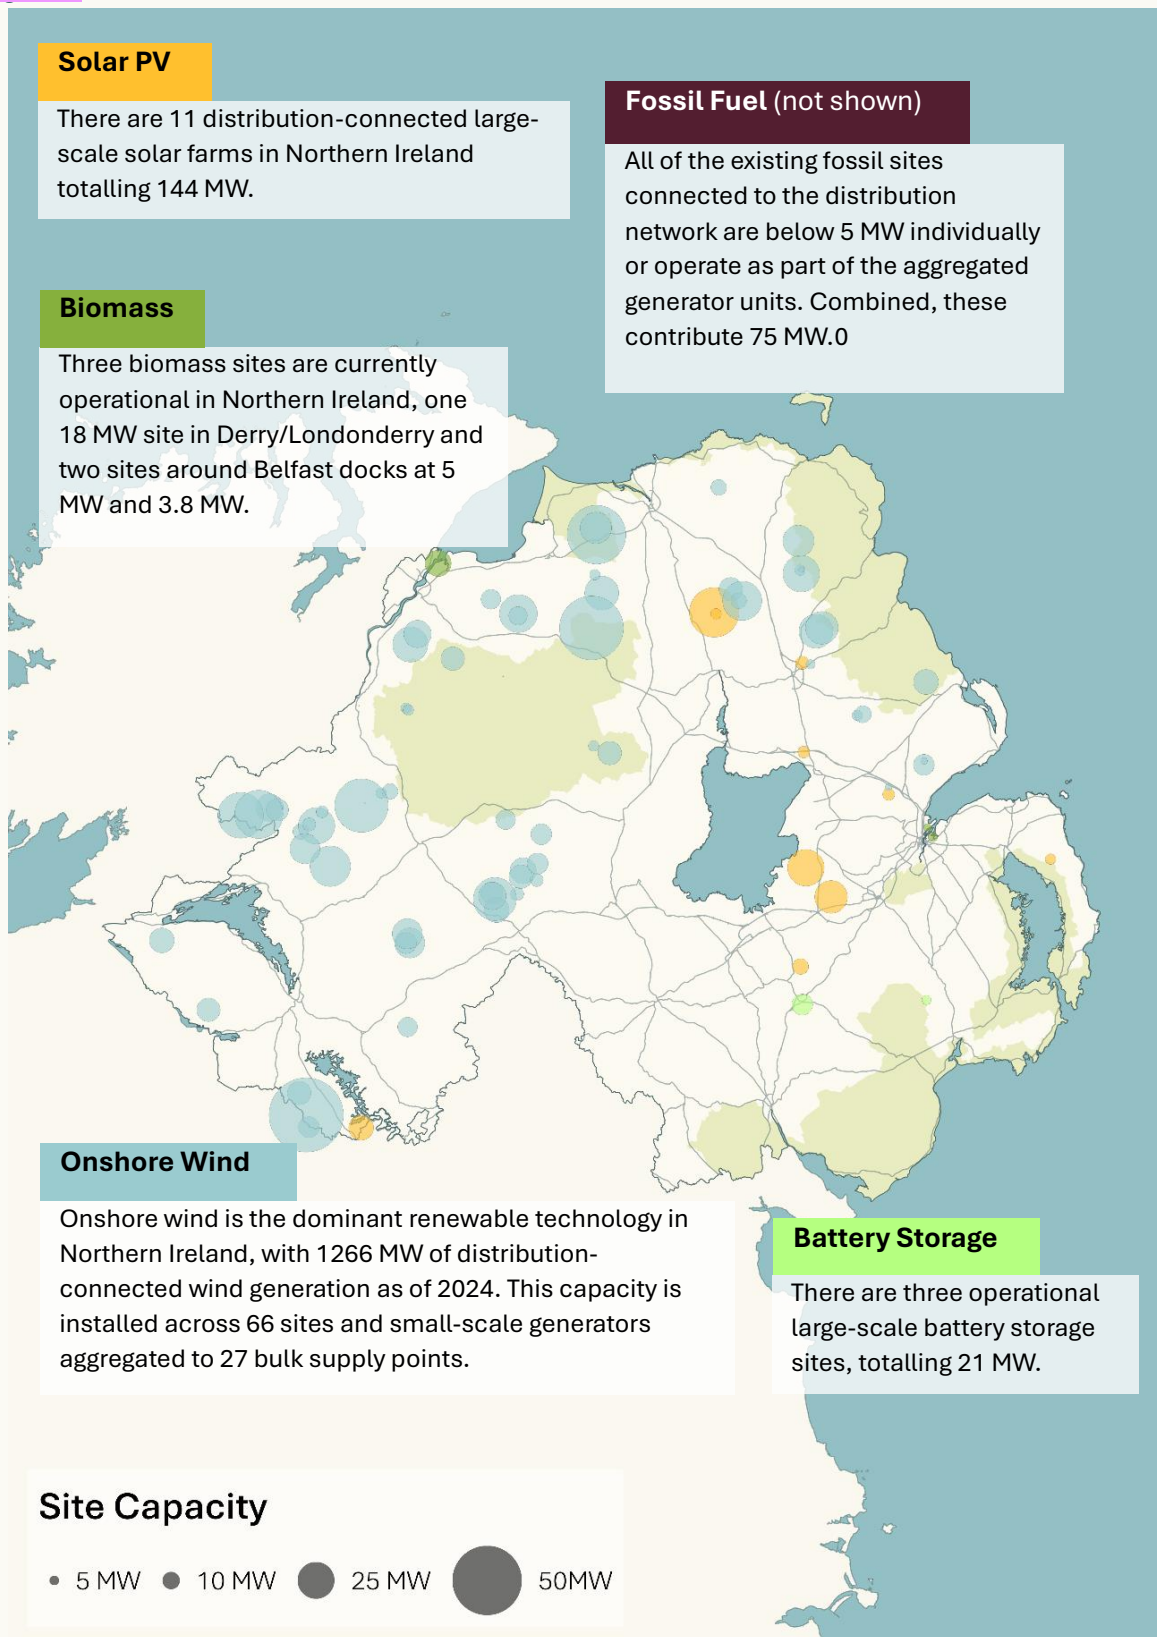 Solar PV
There are 11 distribution-connected large-
scale solar farms in Northern Ireland
totalling 144 MW.
Fossil Fuel (not shown)
All of the existing fossil sites
connected to the distribution
network are below 5 MW individually
or operate as part of the aggregated
generator units. Combined, these
contribute 75 MW.0
Biomass
Three biomass sites are currently
operational in Northern Ireland, one
18 MW site in Derry/Londonderry and
two sites around Belfast docks at 5
MW and 3.8 MW.
Onshore Wind
Onshore wind is the dominant renewable technology in
Northern Ireland, with 1266 MW of distribution-
connected wind generation as of 2024. This capacity is
installed across 66 sites and small-scale generators
aggregated to 27 bulk supply points.
Battery Storage
There are three operational
large-scale battery storage
sites, totalling 21 MW.
Site Capacity
5 MW 10 MW 25 MW 50MW